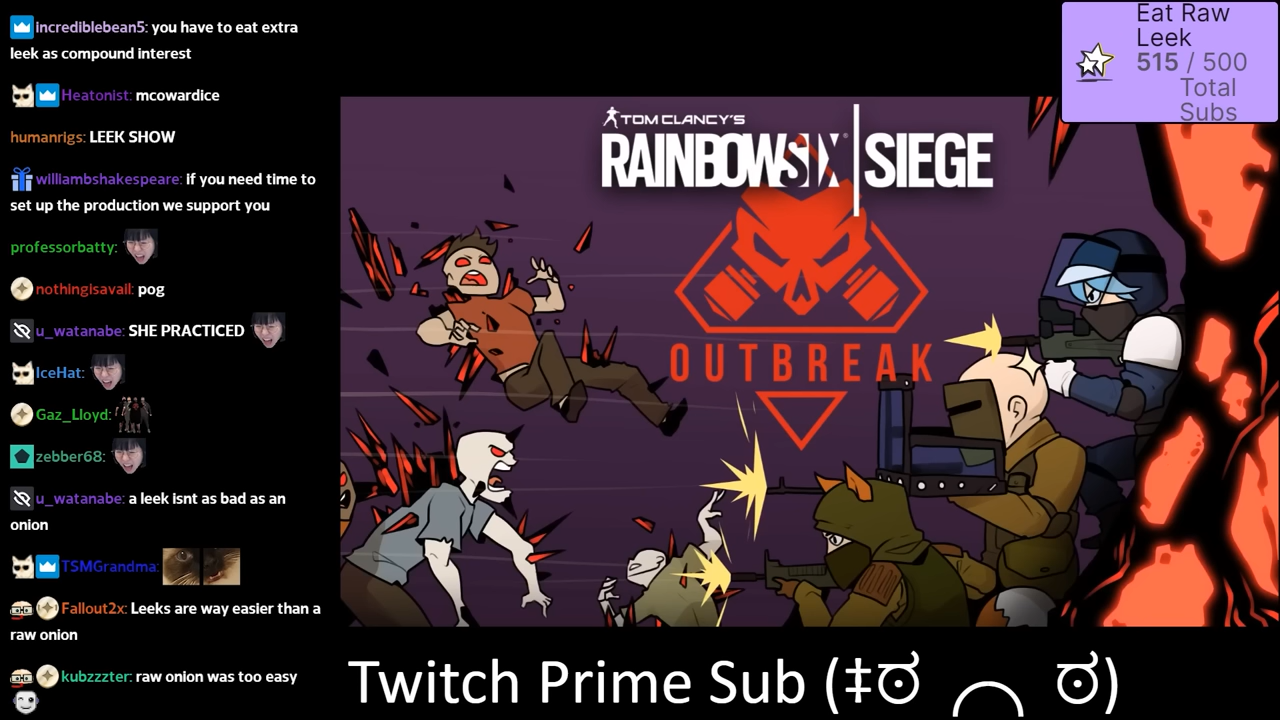 incrediblebean5: you have to eat extra
leek as compound interest
Heatonist: mcowardice
humanrigs: LEEK SHOW
williambshakespeare: if you need time to
set up the production we support you
professorbatty:
nothingisavail: pog
u_watanabe: SHE PRACTICED
IceHat:
Gaz_Lloyd:
zebber68:
u_watanabe: a leek isnt as bad as an
onion
TSMGrandma:
Fallout2x: Leeks are way easier than a
raw onion
kubzzzter: raw onion was too easy
Eat Raw
Leek
515 / 500
Total
Subs
TOM CLANCY'S
RAINBOWSIX | SIEGE
OUTBREAK
Twitch Prime Sub (‡ಠ ╭╮ ಠ)